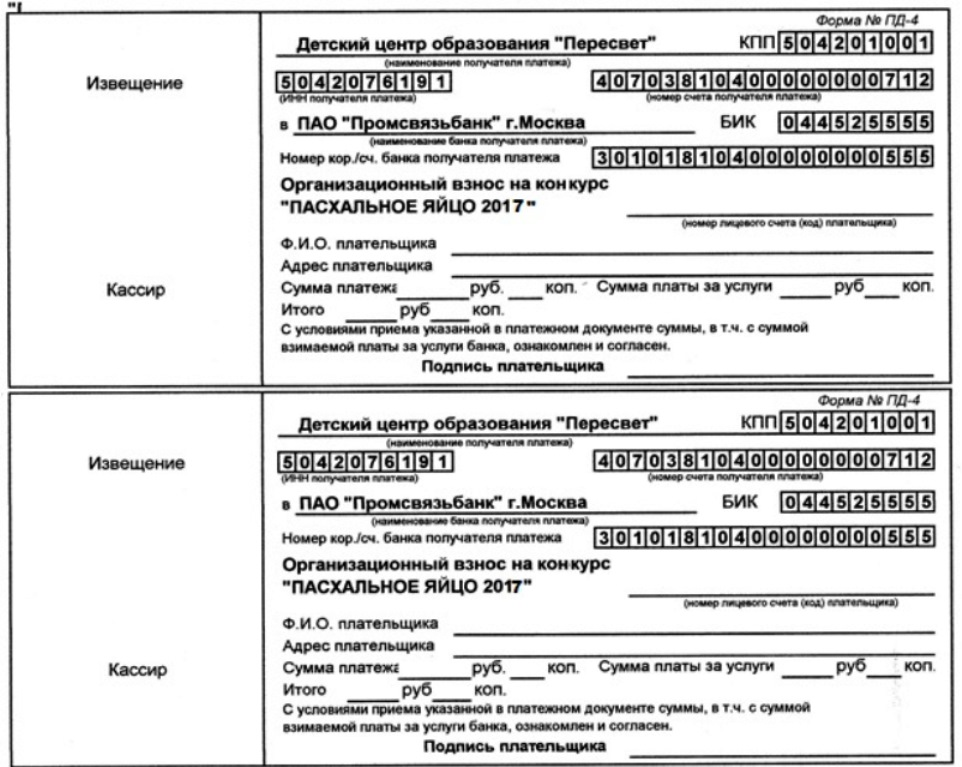 "[
Форма № ПД-4
Детский центр образования "Пересвет" КПП 504201001
(наименование получателя платежа)
Извещение
5042076191 40703810400000000712
(ИНН получателя платежа) (номер счета получателя платежа)
в ПАО "Промсвязьбанк" г.Москва БИК 044525555
(наименование банка получателя платежа)
Номер кор./сч. банка получателя платежа 30101810400000000555
Организационный взнос на конкурс
"ПАСХАЛЬНОЕ ЯЙЦО 2017 "
(номер лицевого счета (код) плательщика)
Ф.И.О. плательщика
Адрес плательщика
Кассир
Сумма платежа руб. коп. Сумма платы за услуги руб коп.
Итого руб коп.
С условиями приема указанной в платежном документе суммы, в т.ч. с суммой
взимаемой платы за услуги банка, ознакомлен и согласен.
Подпись плательщика
Форма № ПД-4
Детский центр образования "Пересвет" КПП 504201001
(наименование получателя платежа)
Извещение
5042076191 40703810400000000712
(ИНН получателя платежа) (номер счета получателя платежа)
в ПАО "Промсвязьбанк" г.Москва БИК 044525555
(наименование банка получателя платежа)
Номер кор./сч. банка получателя платежа 30101810400000000555
Организационный взнос на конкурс
"ПАСХАЛЬНОЕ ЯЙЦО 2017"
(номер лицевого счета (код) плательщика)
Ф.И.О. плательщика
Адрес плательщика
Кассир
Сумма платежа руб. коп. Сумма платы за услуги руб коп.
Итого руб коп.
С условиями приема указанной в платежном документе суммы, в т.ч. с суммой
взимаемой платы за услуги банка, ознакомлен и согласен.
Подпись плательщика